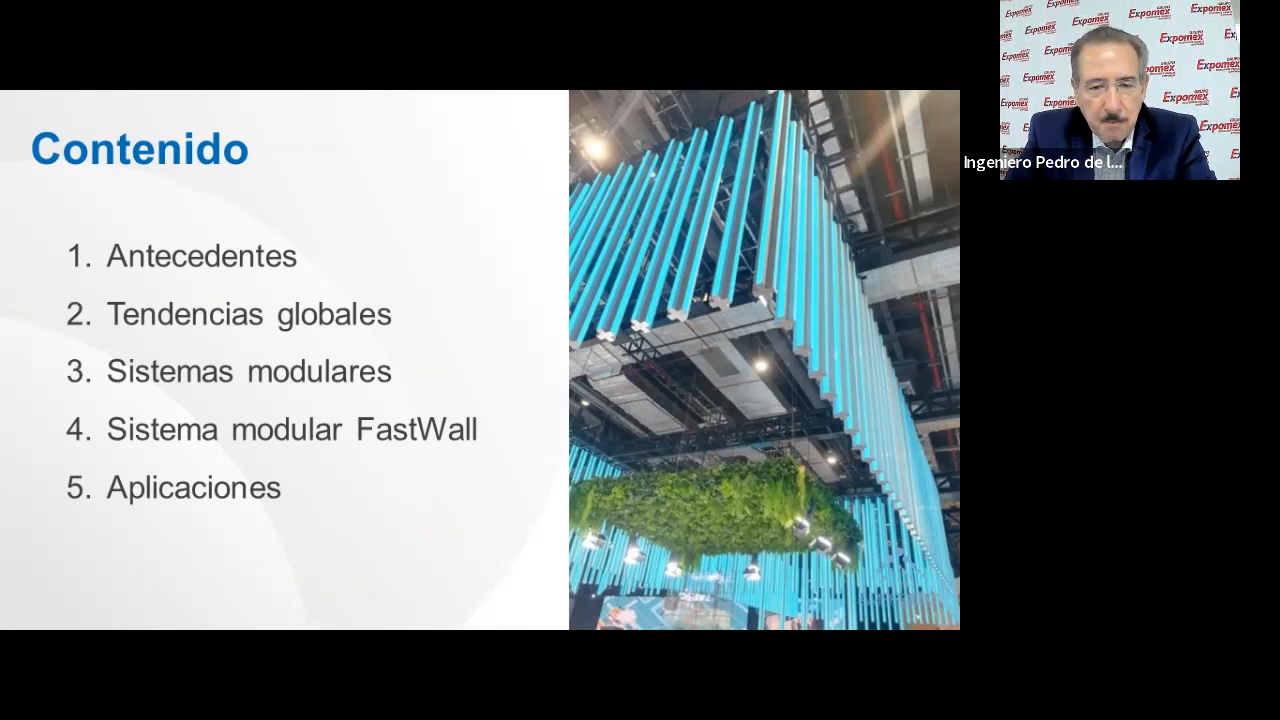 Contenido
1. Antecedentes
2. Tendencias globales
3. Sistemas modulares
4. Sistema modular FastWall
5. Aplicaciones
GRUPO
Expomex
Ingeniero Pedro de l...